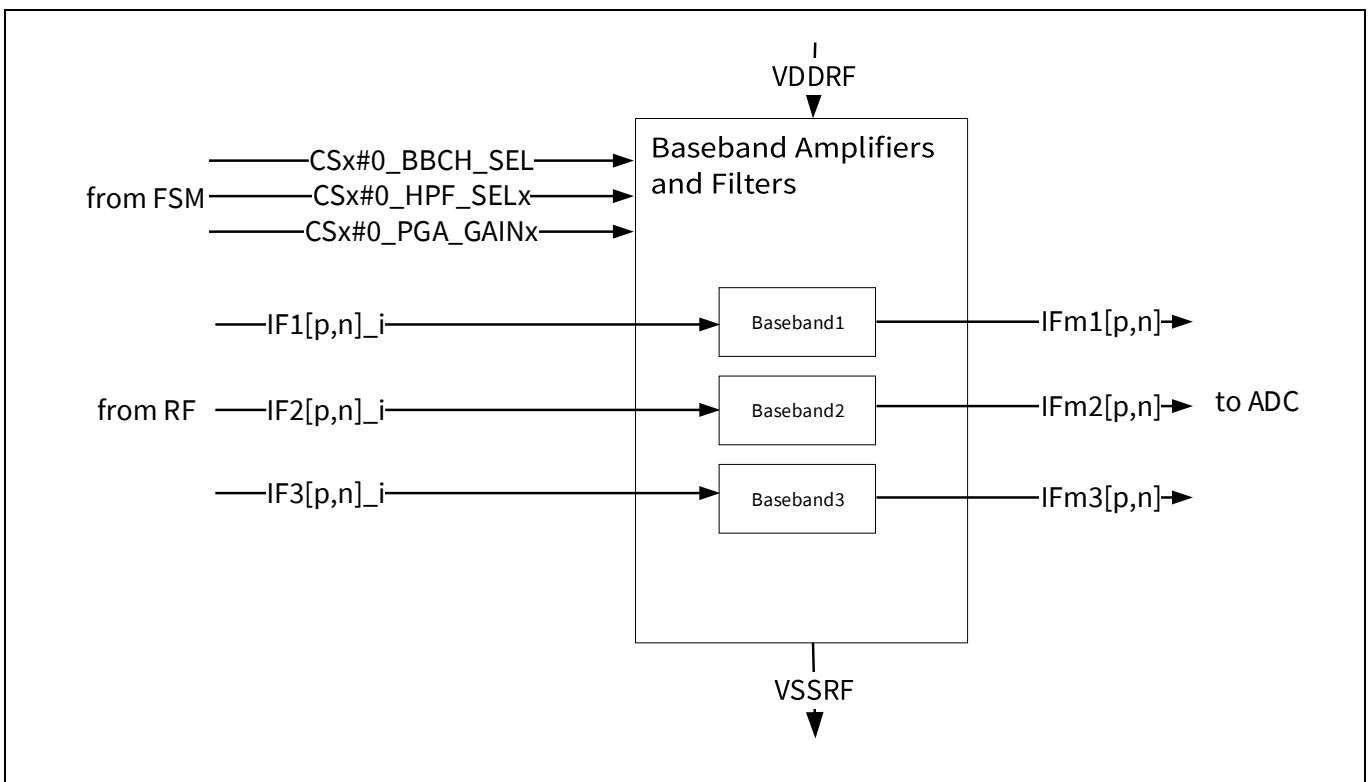 VDDRF
Baseband Amplifiers
and Filters
CSx#0_BBCH_SEL
from FSM
CSx#0_HPF_SELx
CSx#0_PGA_GAINx
IF1[p,n]_i
Baseband1
IFm1[p,n]
from RF
IF2[p,n]_i
Baseband2
IFm2[p,n]
to ADC
IF3[p,n]_i
Baseband3
IFm3[p,n]
VSSRF